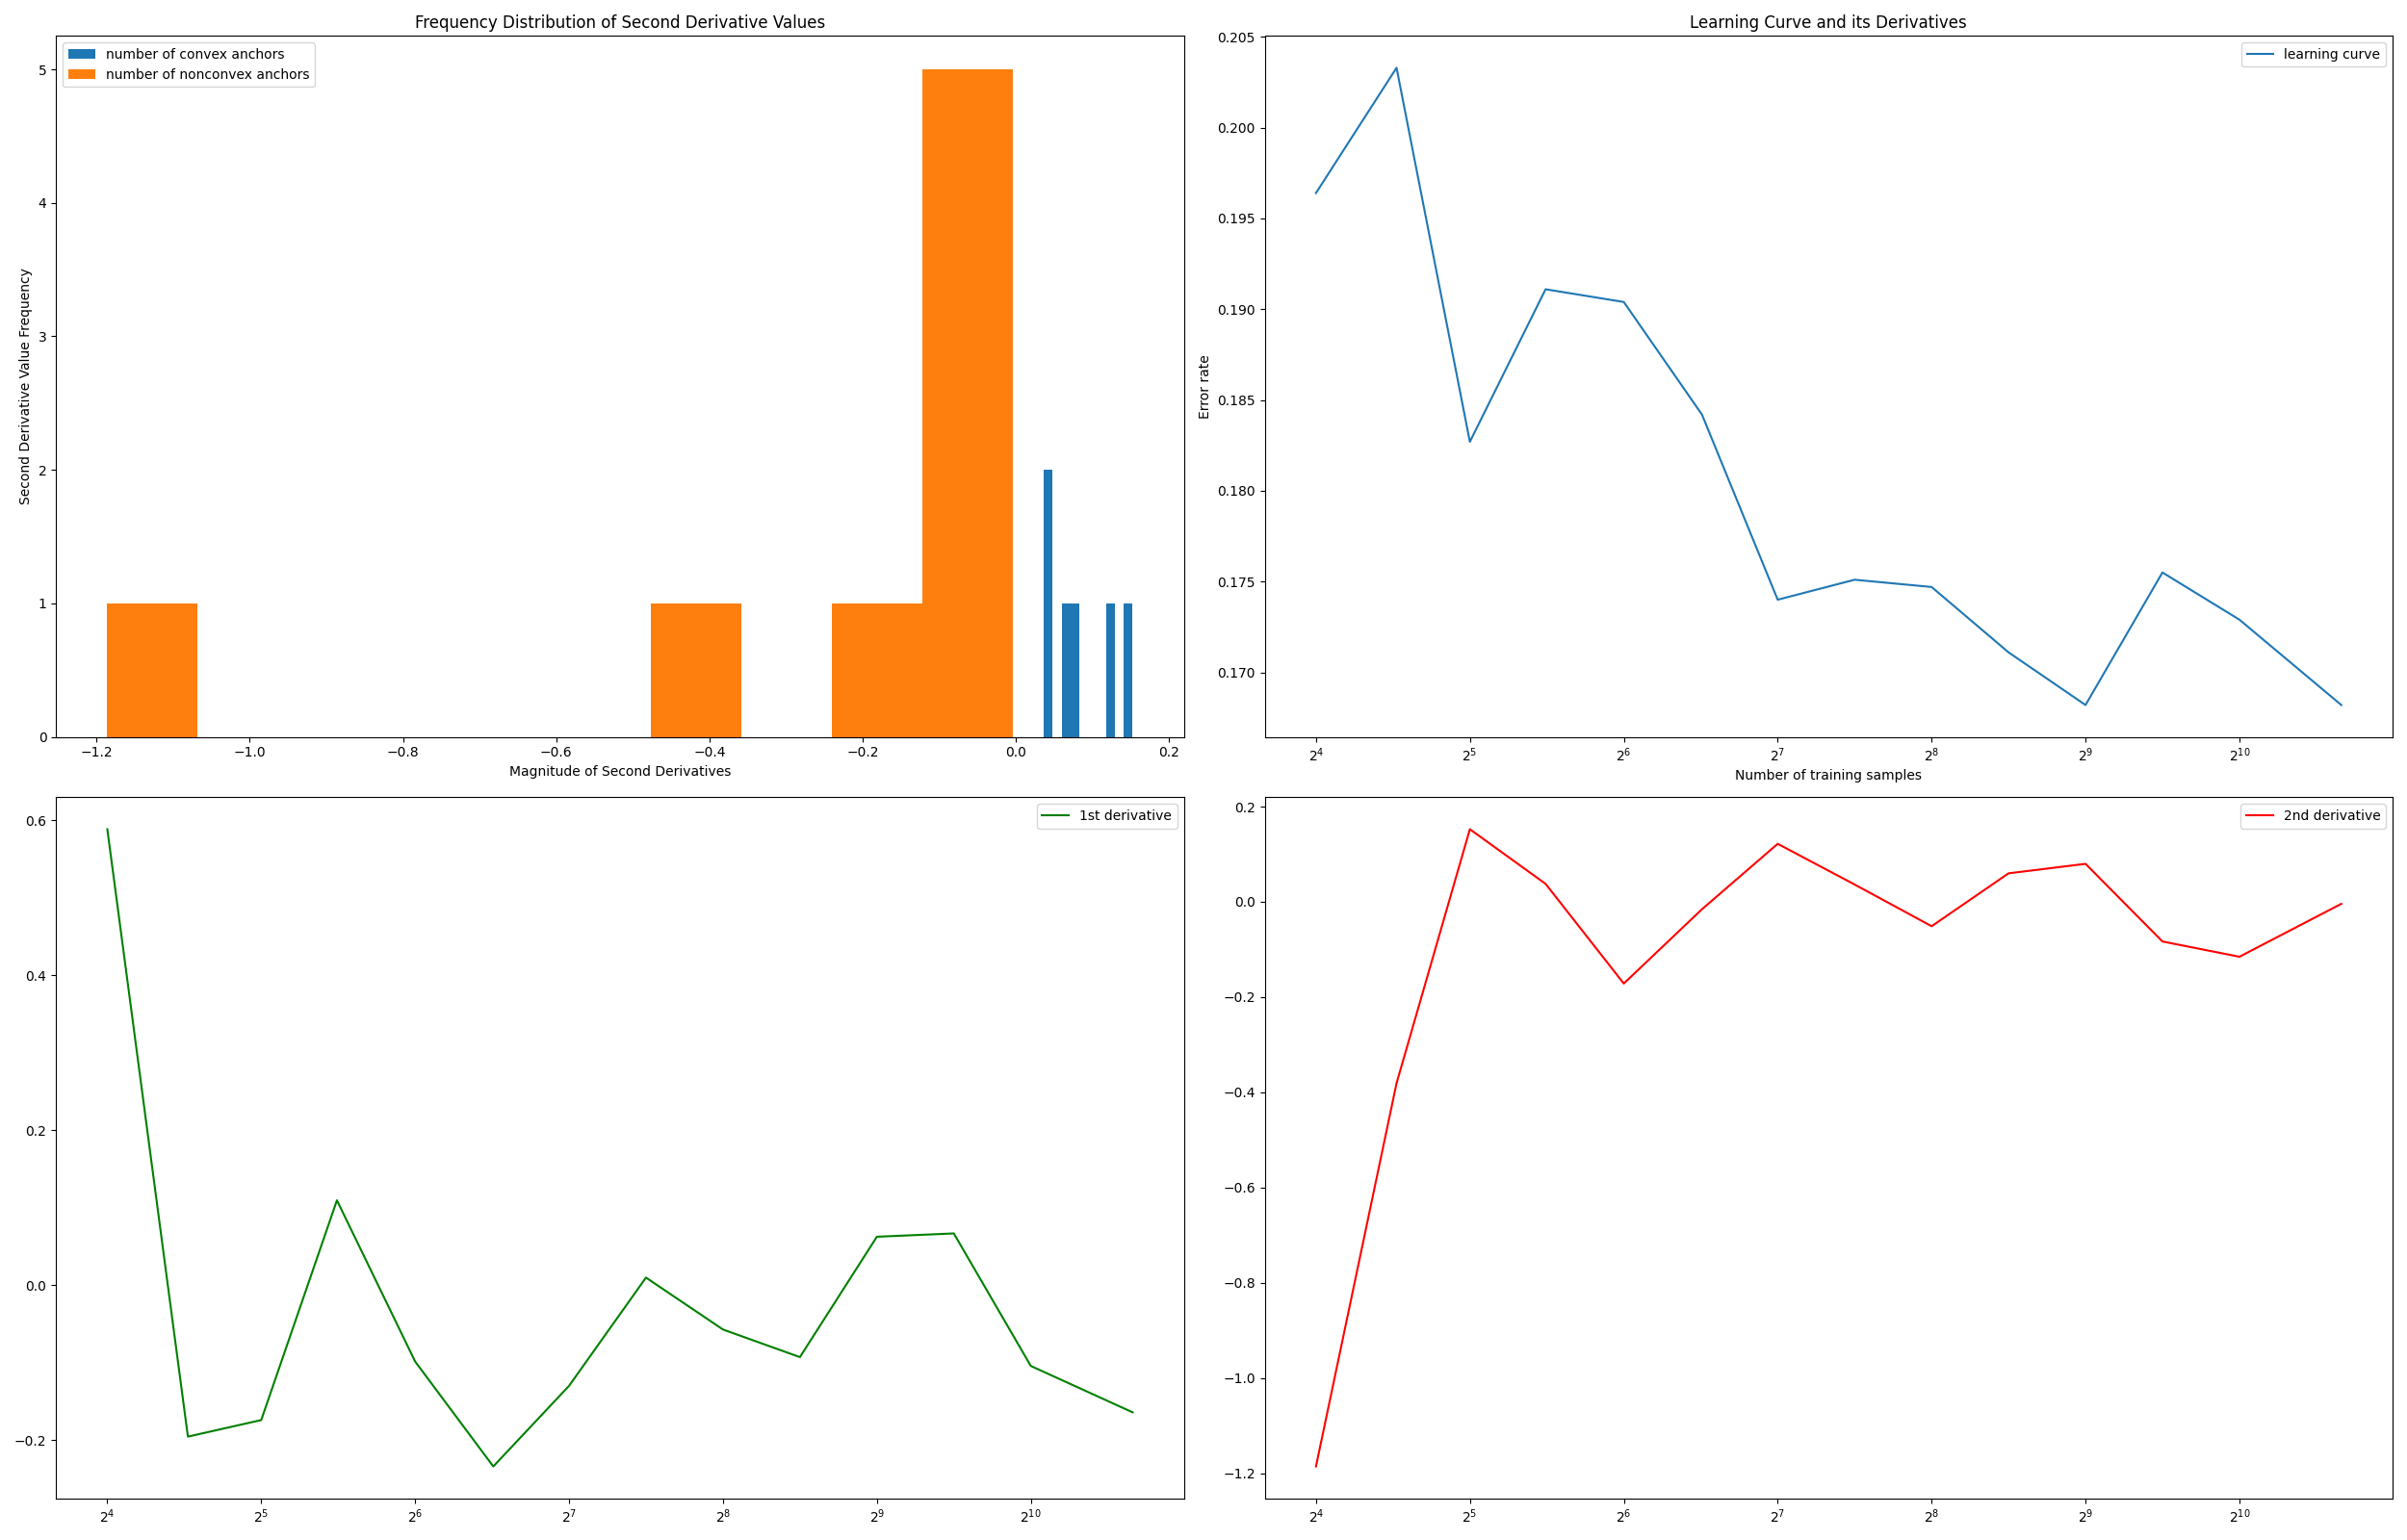 Frequency Distribution of Second Derivative Values
number of convex anchors
number of nonconvex anchors
Second Derivative Value Frequency
5
4
3
2
1
0
−1.2 −1.0 −0.8 −0.6 −0.4 −0.2 0.0 0.2
Magnitude of Second Derivatives
Learning Curve and its Derivatives
learning curve
Error rate
0.205
0.200
0.195
0.190
0.185
0.180
0.175
0.170
2⁴ 2⁵ 2⁶ 2⁷ 2⁸ 2⁹ 2¹⁰
Number of training samples
1st derivative
0.6
0.4
0.2
0.0
−0.2
2⁴ 2⁵ 2⁶ 2⁷ 2⁸ 2⁹ 2¹⁰
2nd derivative
0.2
0.0
−0.2
−0.4
−0.6
−0.8
−1.0
−1.2
2⁴ 2⁵ 2⁶ 2⁷ 2⁸ 2⁹ 2¹⁰